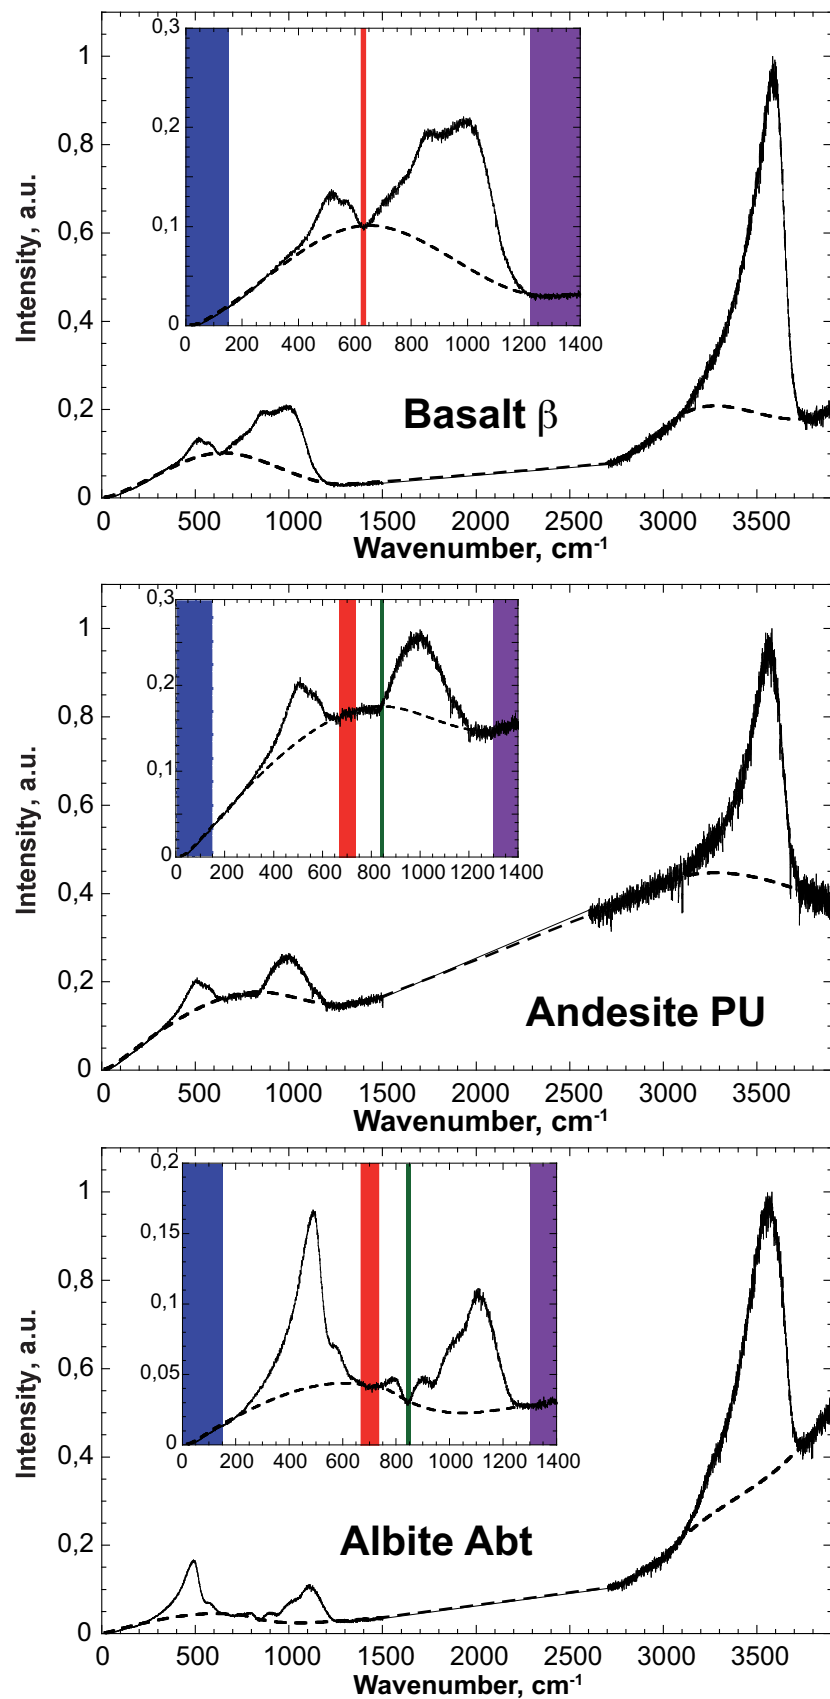 Intensity, a.u.
1
0,8
0,6
0,4
0,2
0
0,3
0,2
0,1
0
0 200 400 600 800 1000 1200 1400
Basalt β
0 500 1000 1500 2000 2500 3000 3500
Wavenumber, cm-1
Intensity, a.u.
1
0,8
0,6
0,4
0,2
0
0,3
0,2
0,1
0
0 200 400 600 800 1000 1200 1400
Andesite PU
0 500 1000 1500 2000 2500 3000 3500
Wavenumber, cm-1
Intensity, a.u.
1
0,8
0,6
0,4
0,2
0
0,2
0,15
0,1
0,05
0
0 200 400 600 800 1000 1200 1400
Albite Abt
0 500 1000 1500 2000 2500 3000 3500
Wavenumber, cm-1